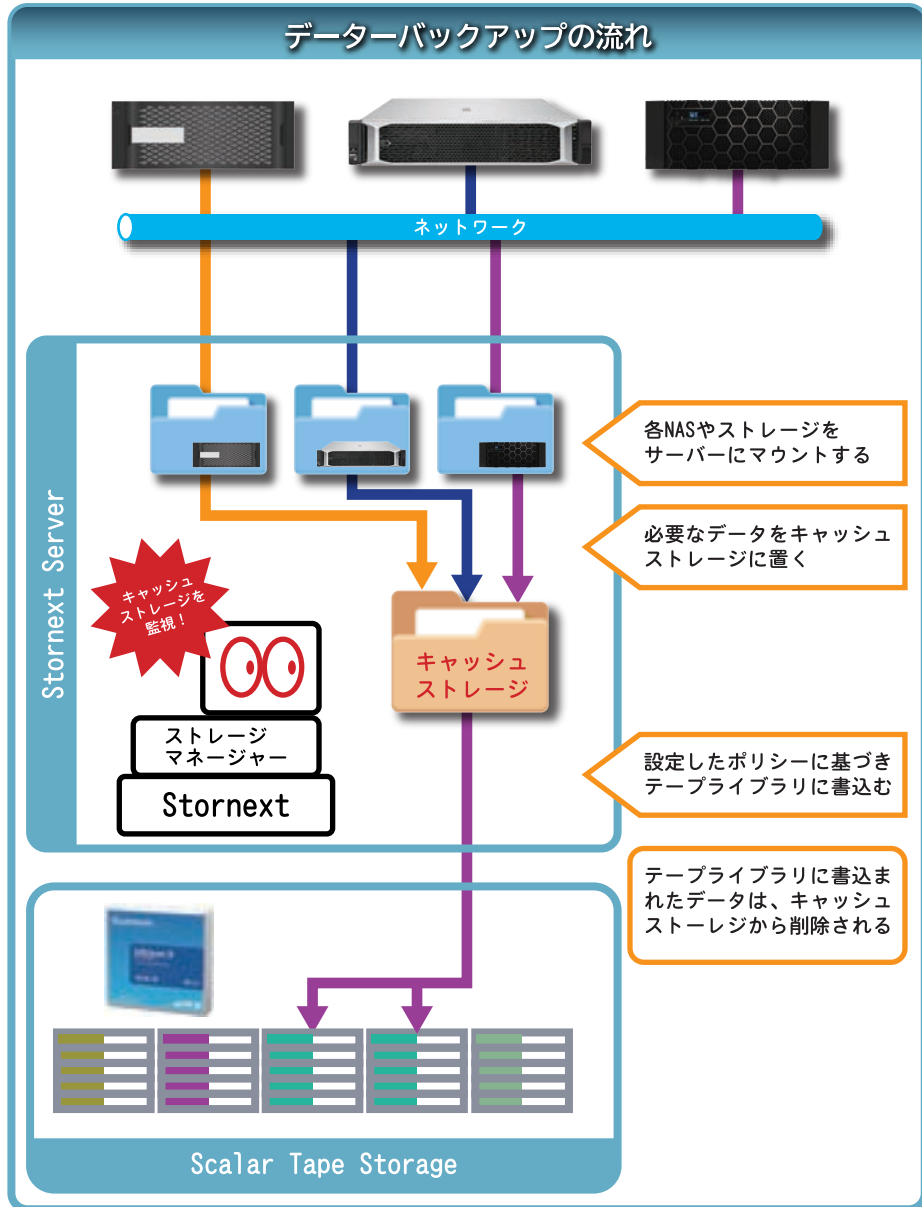 データーバックアップの流れ
ネットワーク
各NASやストレージを
サーバーにマウントする
必要なデータをキャッシュ
ストレージに置く
Stornext Server
キャッシュ
ストレージを
監視！
キャッシュ
ストレージ
ストレージ
マネージャー
Stornext
設定したポリシーに基づき
テープライブラリに書込む
テープライブラリに書込ま
れたデータは、キャッシュ
ストーレジから削除される
Scalar Tape Storage